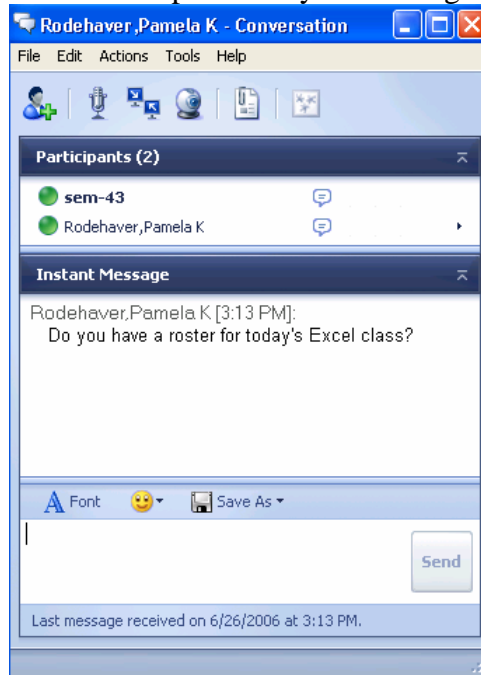 Rodehaver,Pamela K - Conversation
File Edit Actions Tools Help
Participants (2)
sem-43
Rodehaver,Pamela K
Instant Message
Rodehaver,Pamela K [3:13 PM]:
Do you have a roster for today's Excel class?
A Font Save As
Send
Last message received on 6/26/2006 at 3:13 PM.